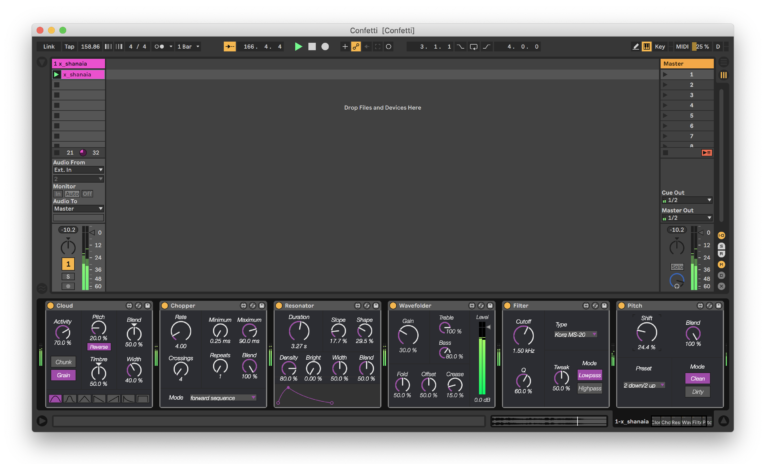 Confetti [Confetti]
Link Tap 158.86 4 / 4 1 Bar 166. 4. 4 3. 1. 1 4. 0. 0 Key MIDI 25 % D
1 x_shanaia
x_shanaia
Drop Files and Devices Here
Master
1
2
3
4
5
6
7
8
21 32
Audio From
Ext. In
2
Monitor
In Auto Off
Audio To
Master
Cue Out
1/2
Master Out
1/2
-10.2
0
12
24
36
48
60
1
S
-10.2
0
12
24
36
48
60
Cloud
Activity
70.0 %
Pitch
20.0 %
Reverse
Blend
50.0 %
Chunk
Grain
Timbre
50.0 %
Width
40.0 %
Chopper
Rate
4.00
Minimum
0.25 ms
Maximum
90.0 ms
Crossings
4
Repeats
1
Blend
100 %
Mode forward sequence
Resonator
Duration
3.27 s
Slope
17.7 %
Shape
29.5 %
Density
80.0 %
Bright
0.00 %
Width
50.0 %
Blend
50.0 %
Wavefolder
Gain
30.0 %
Treble
100 %
Level
Bass
80.0 %
Fold
50.0 %
Offset
50.0 %
Crease
15.0 %
0.0 dB
Filter
Cutoff
1.50 kHz
Type
Korg MS-20
Q
60.0 %
Tweak
50.0 %
Mode
Lowpass
Highpass
Pitch
Shift
24.4 %
Blend
100 %
Preset
2 down/2 up
Mode
Clean
Dirty
1-x_shanaia